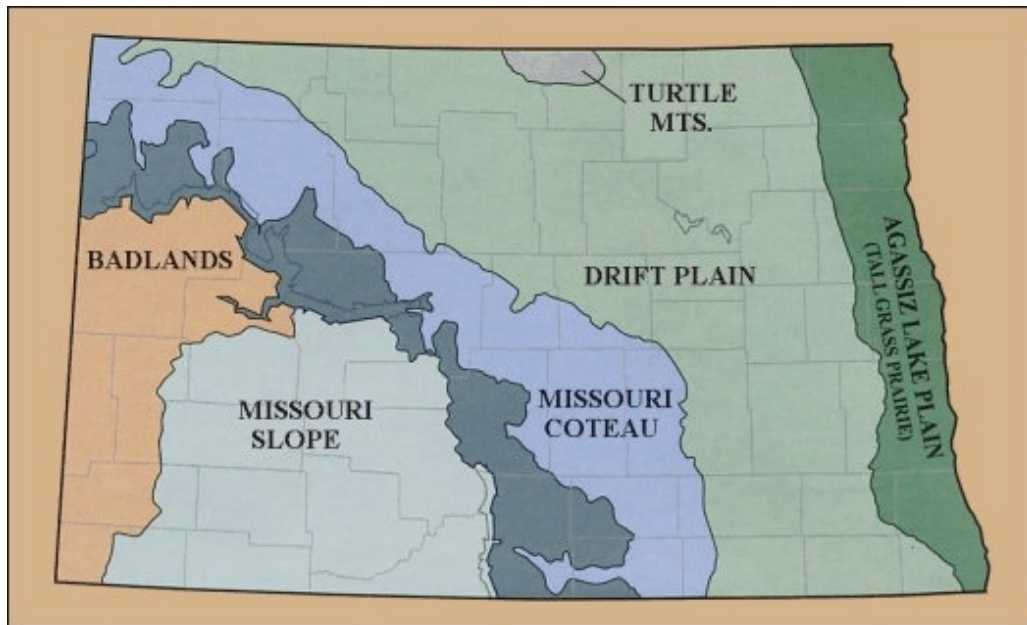 TURTLE
MTS.
BADLANDS
DRIFT PLAIN
MISSOURI
SLOPE
MISSOURI
COTEAU
AGASSIZ LAKE PLAIN
(TALL GRASS PRAIRIE)